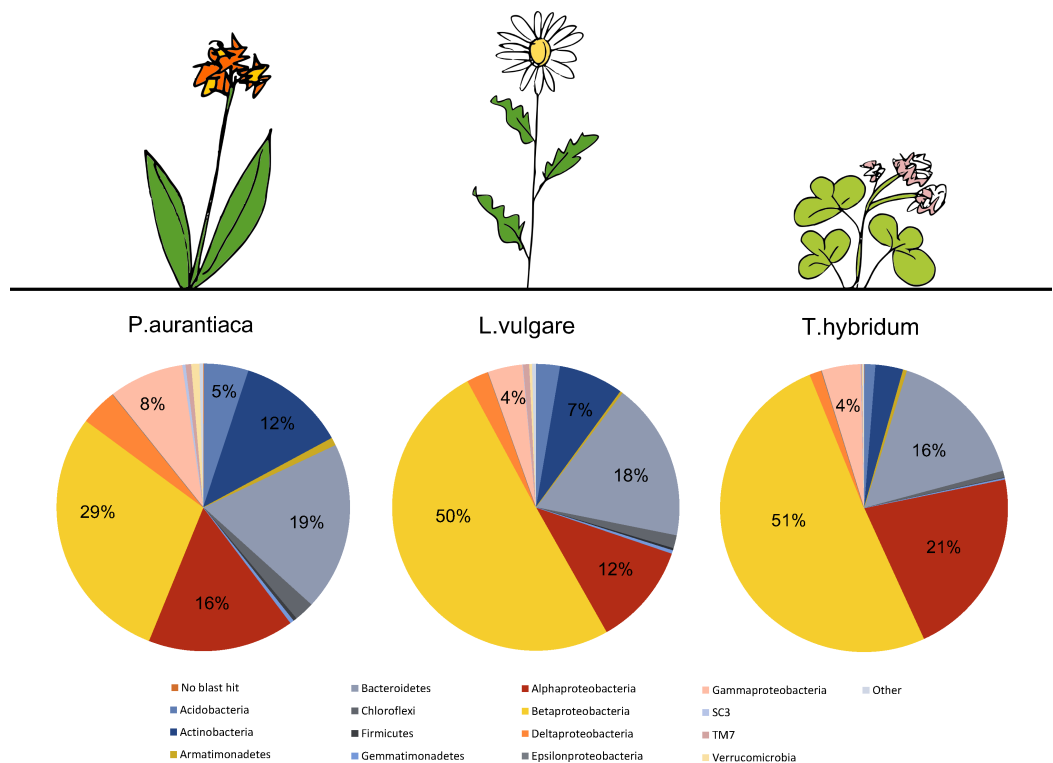 P.aurantiaca
L.vulgare
T.hybridum
5%
12%
19%
16%
29%
8%
7%
18%
12%
50%
4%
16%
21%
51%
4%
No blast hit
Acidobacteria
Actinobacteria
Armatimonadetes
Bacteroidetes
Chloroflexi
Firmicutes
Gemmatimonadetes
Alphaproteobacteria
Betaproteobacteria
Deltaproteobacteria
Epsilonproteobacteria
Gammaproteobacteria
SC3
TM7
Verrucomicrobia
Other